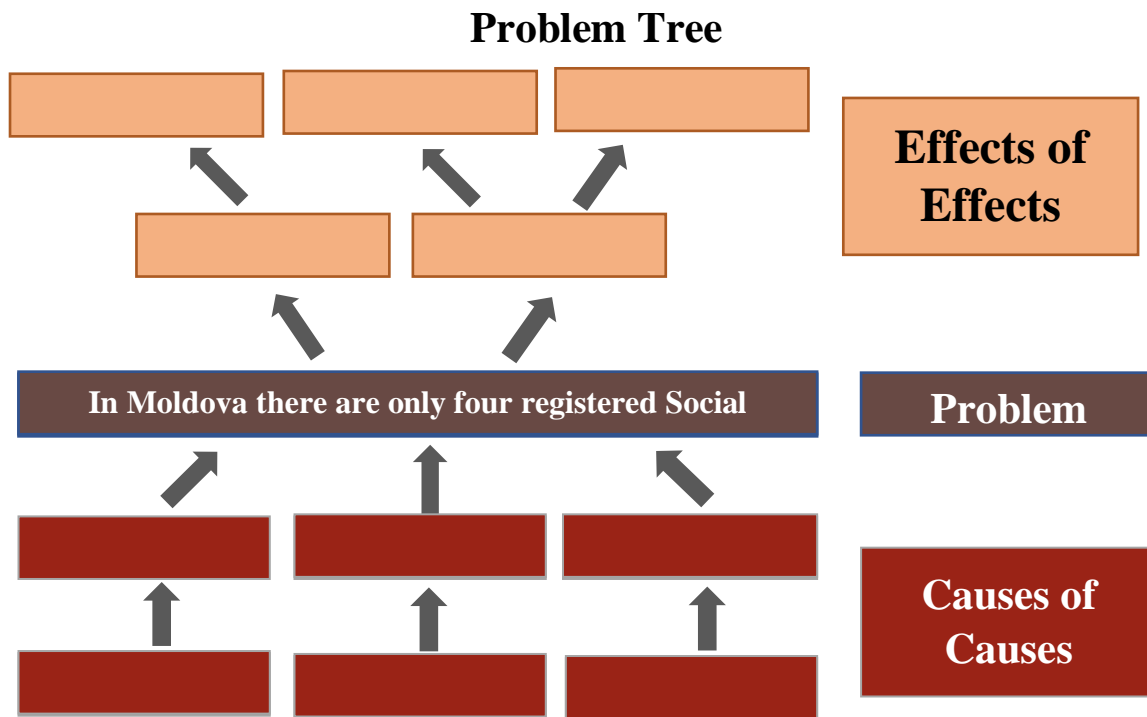 Problem Tree
Effects of
Effects
In Moldova there are only four registered Social
Problem
Causes of
Causes